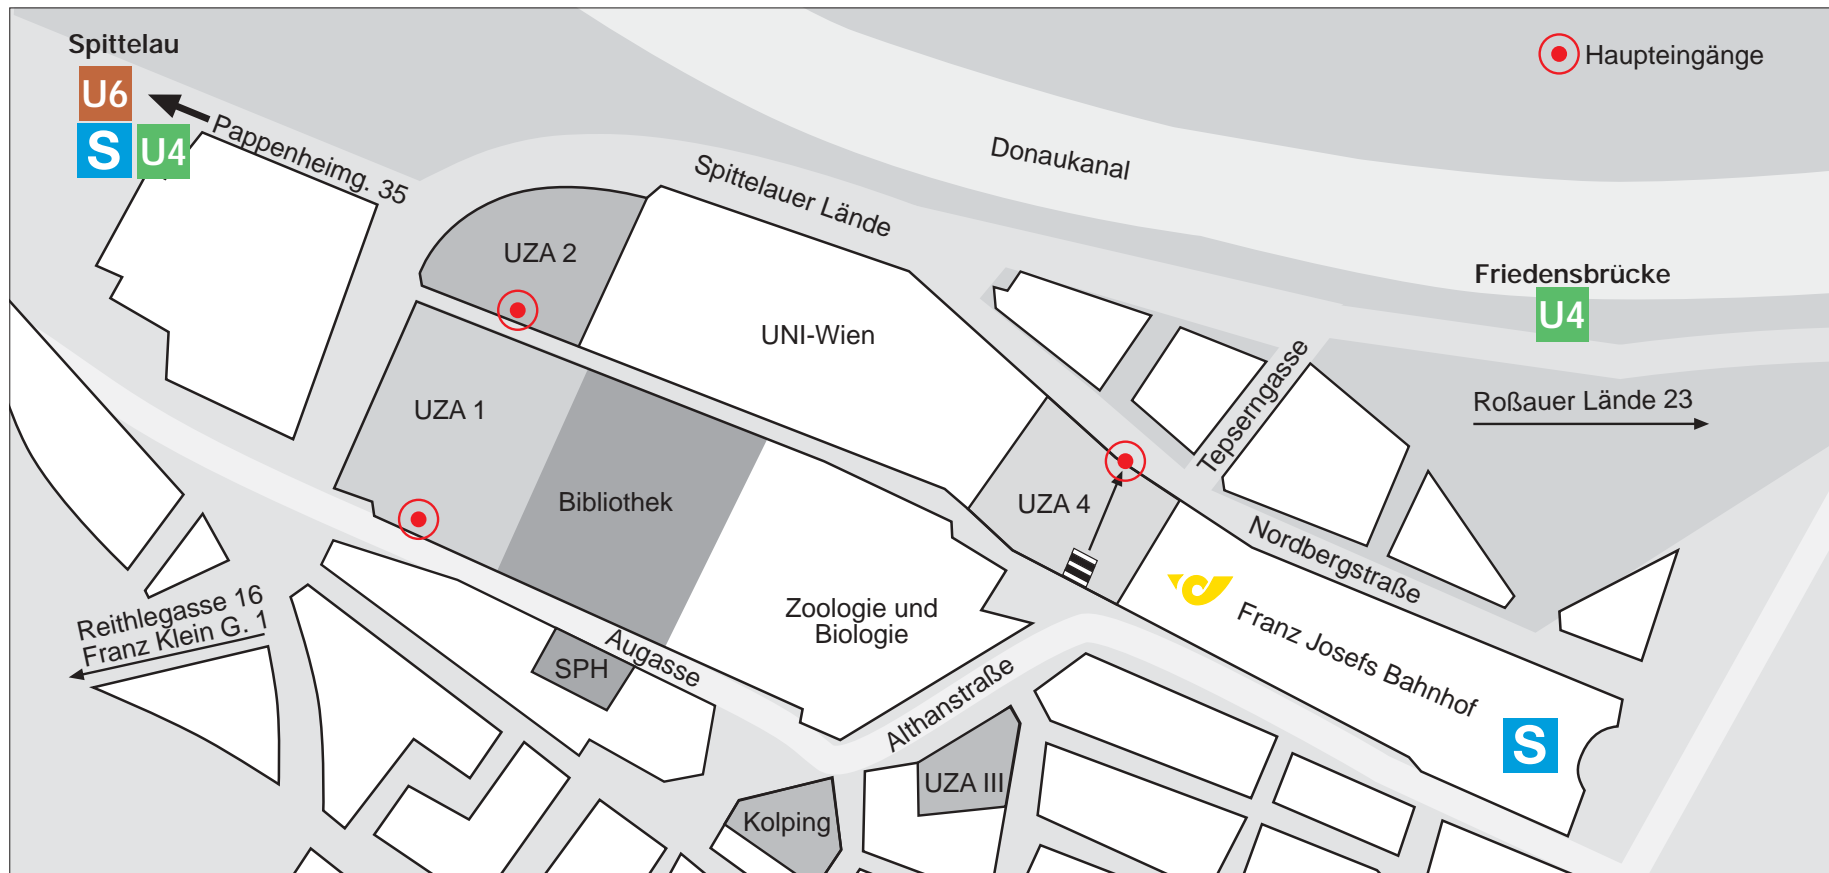 Spittelau
U6
S
U4
Pappenheimg. 35
Haupteingänge
Donaukanal
Spittelauer Lände
UZA 2
Friedensbrücke
U4
UNI-Wien
Roßauer Lände 23
Tepserngasse
UZA 1
Bibliothek
UZA 4
Nordbergstraße
Reithlegasse 16
Franz Klein G. 1
Zoologie und
Biologie
Franz Josefs Bahnhof
S
Augasse
SPH
Althanstraße
UZA III
Kolping